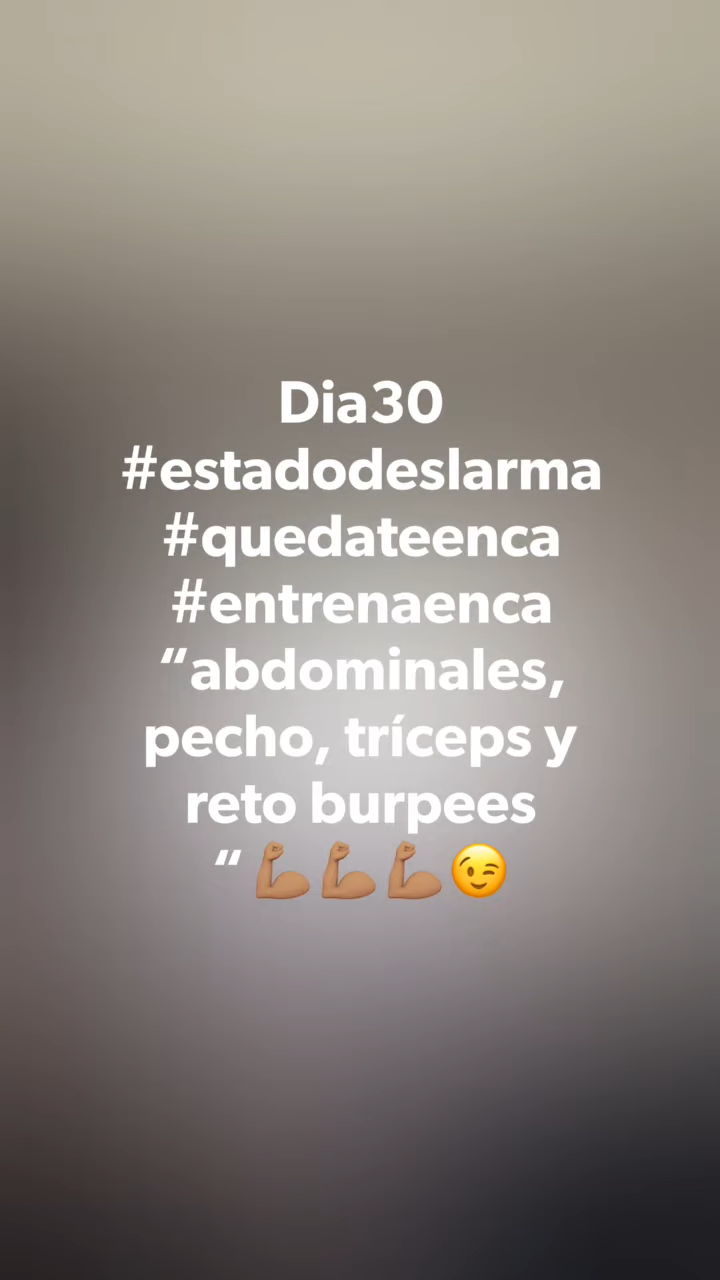 Dia30
#estadodeslarma
#quedateenca
#entrenaenca
“abdominales,
pecho, tríceps y
reto burpees
“💪🏽💪🏽💪🏽😉